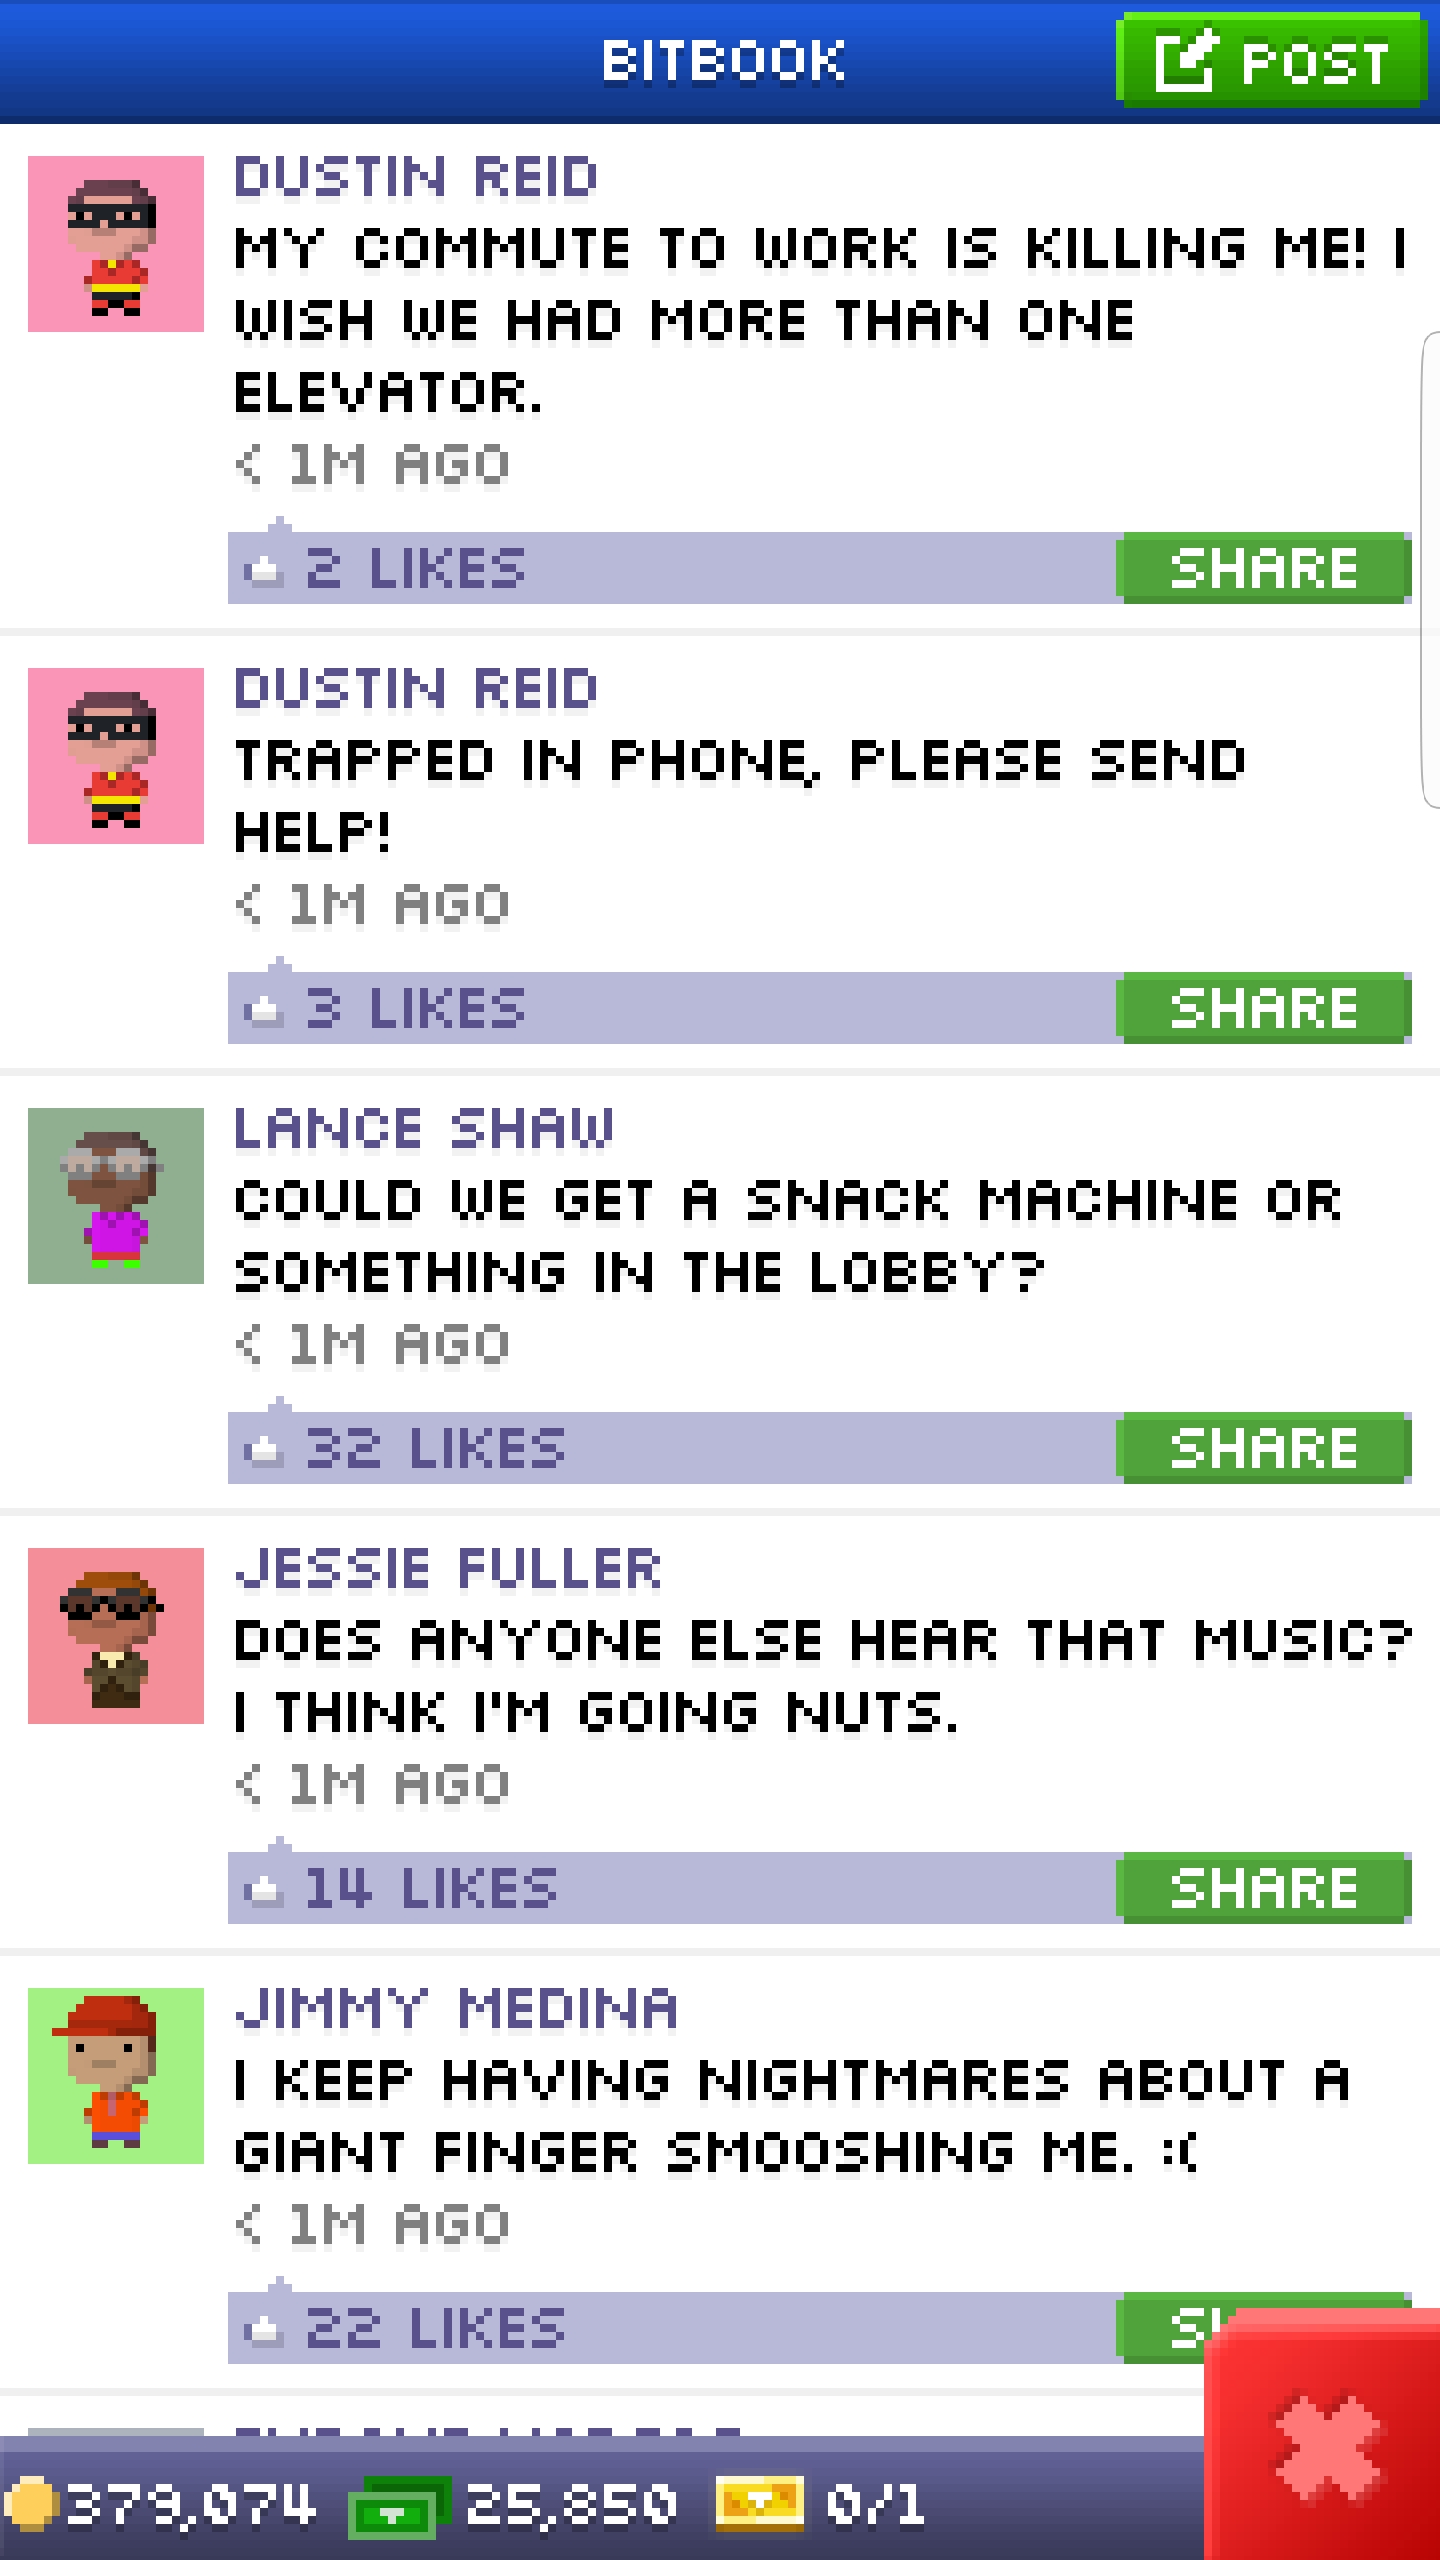 BITBOOK
POST
DUSTIN REID
MY COMMUTE TO WORK IS KILLING ME! I
WISH WE HAD MORE THAN ONE
ELEVATOR.
< 1M AGO
2 LIKES
SHARE
DUSTIN REID
TRAPPED IN PHONE, PLEASE SEND
HELP!
< 1M AGO
3 LIKES
SHARE
LANCE SHAW
COULD WE GET A SNACK MACHINE OR
SOMETHING IN THE LOBBY?
< 1M AGO
32 LIKES
SHARE
JESSIE FULLER
DOES ANYONE ELSE HEAR THAT MUSIC?
I THINK I'M GOING NUTS.
< 1M AGO
14 LIKES
SHARE
JIMMY MEDINA
I KEEP HAVING NIGHTMARES ABOUT A
GIANT FINGER SMOOSHING ME. :(
< 1M AGO
22 LIKES
379,074
25,850
0/1